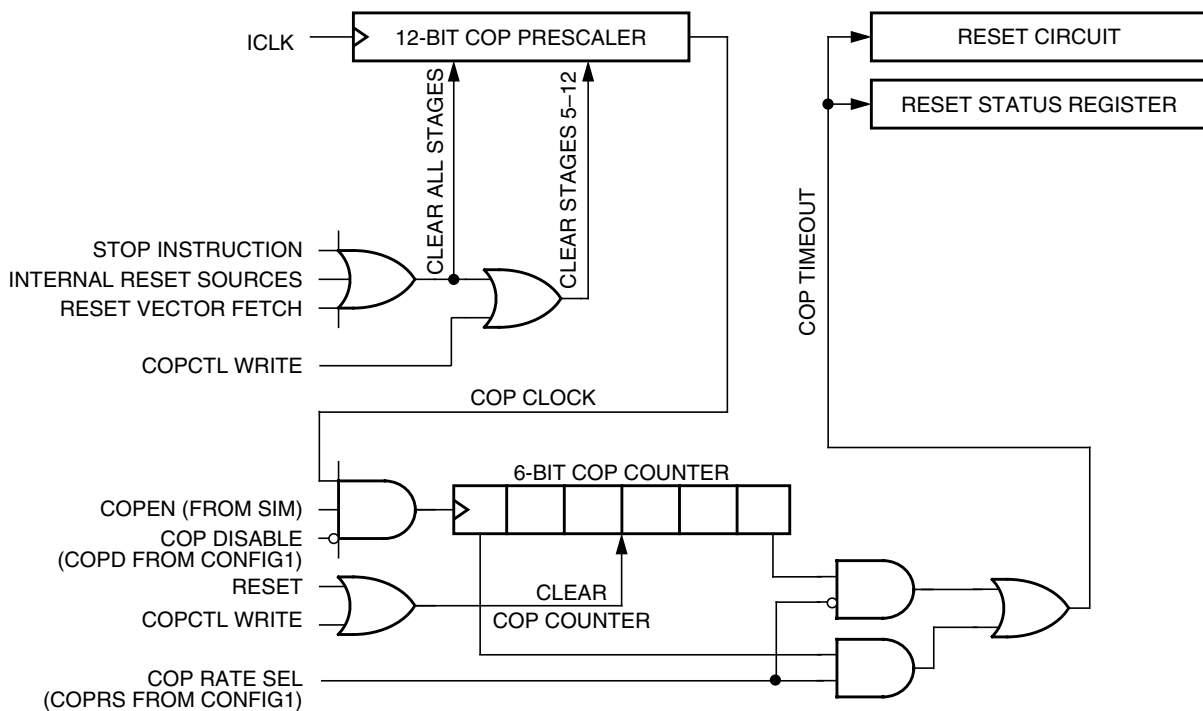 ICLK
12-BIT COP PRESCALER
RESET CIRCUIT
RESET STATUS REGISTER
CLEAR ALL STAGES
CLEAR STAGES 5–12
COP TIMEOUT
STOP INSTRUCTION
INTERNAL RESET SOURCES
RESET VECTOR FETCH
COPCTL WRITE
COP CLOCK
6-BIT COP COUNTER
COPEN (FROM SIM)
COP DISABLE
(COPD FROM CONFIG1)
RESET
COPCTL WRITE
CLEAR
COP COUNTER
COP RATE SEL
(COPRS FROM CONFIG1)